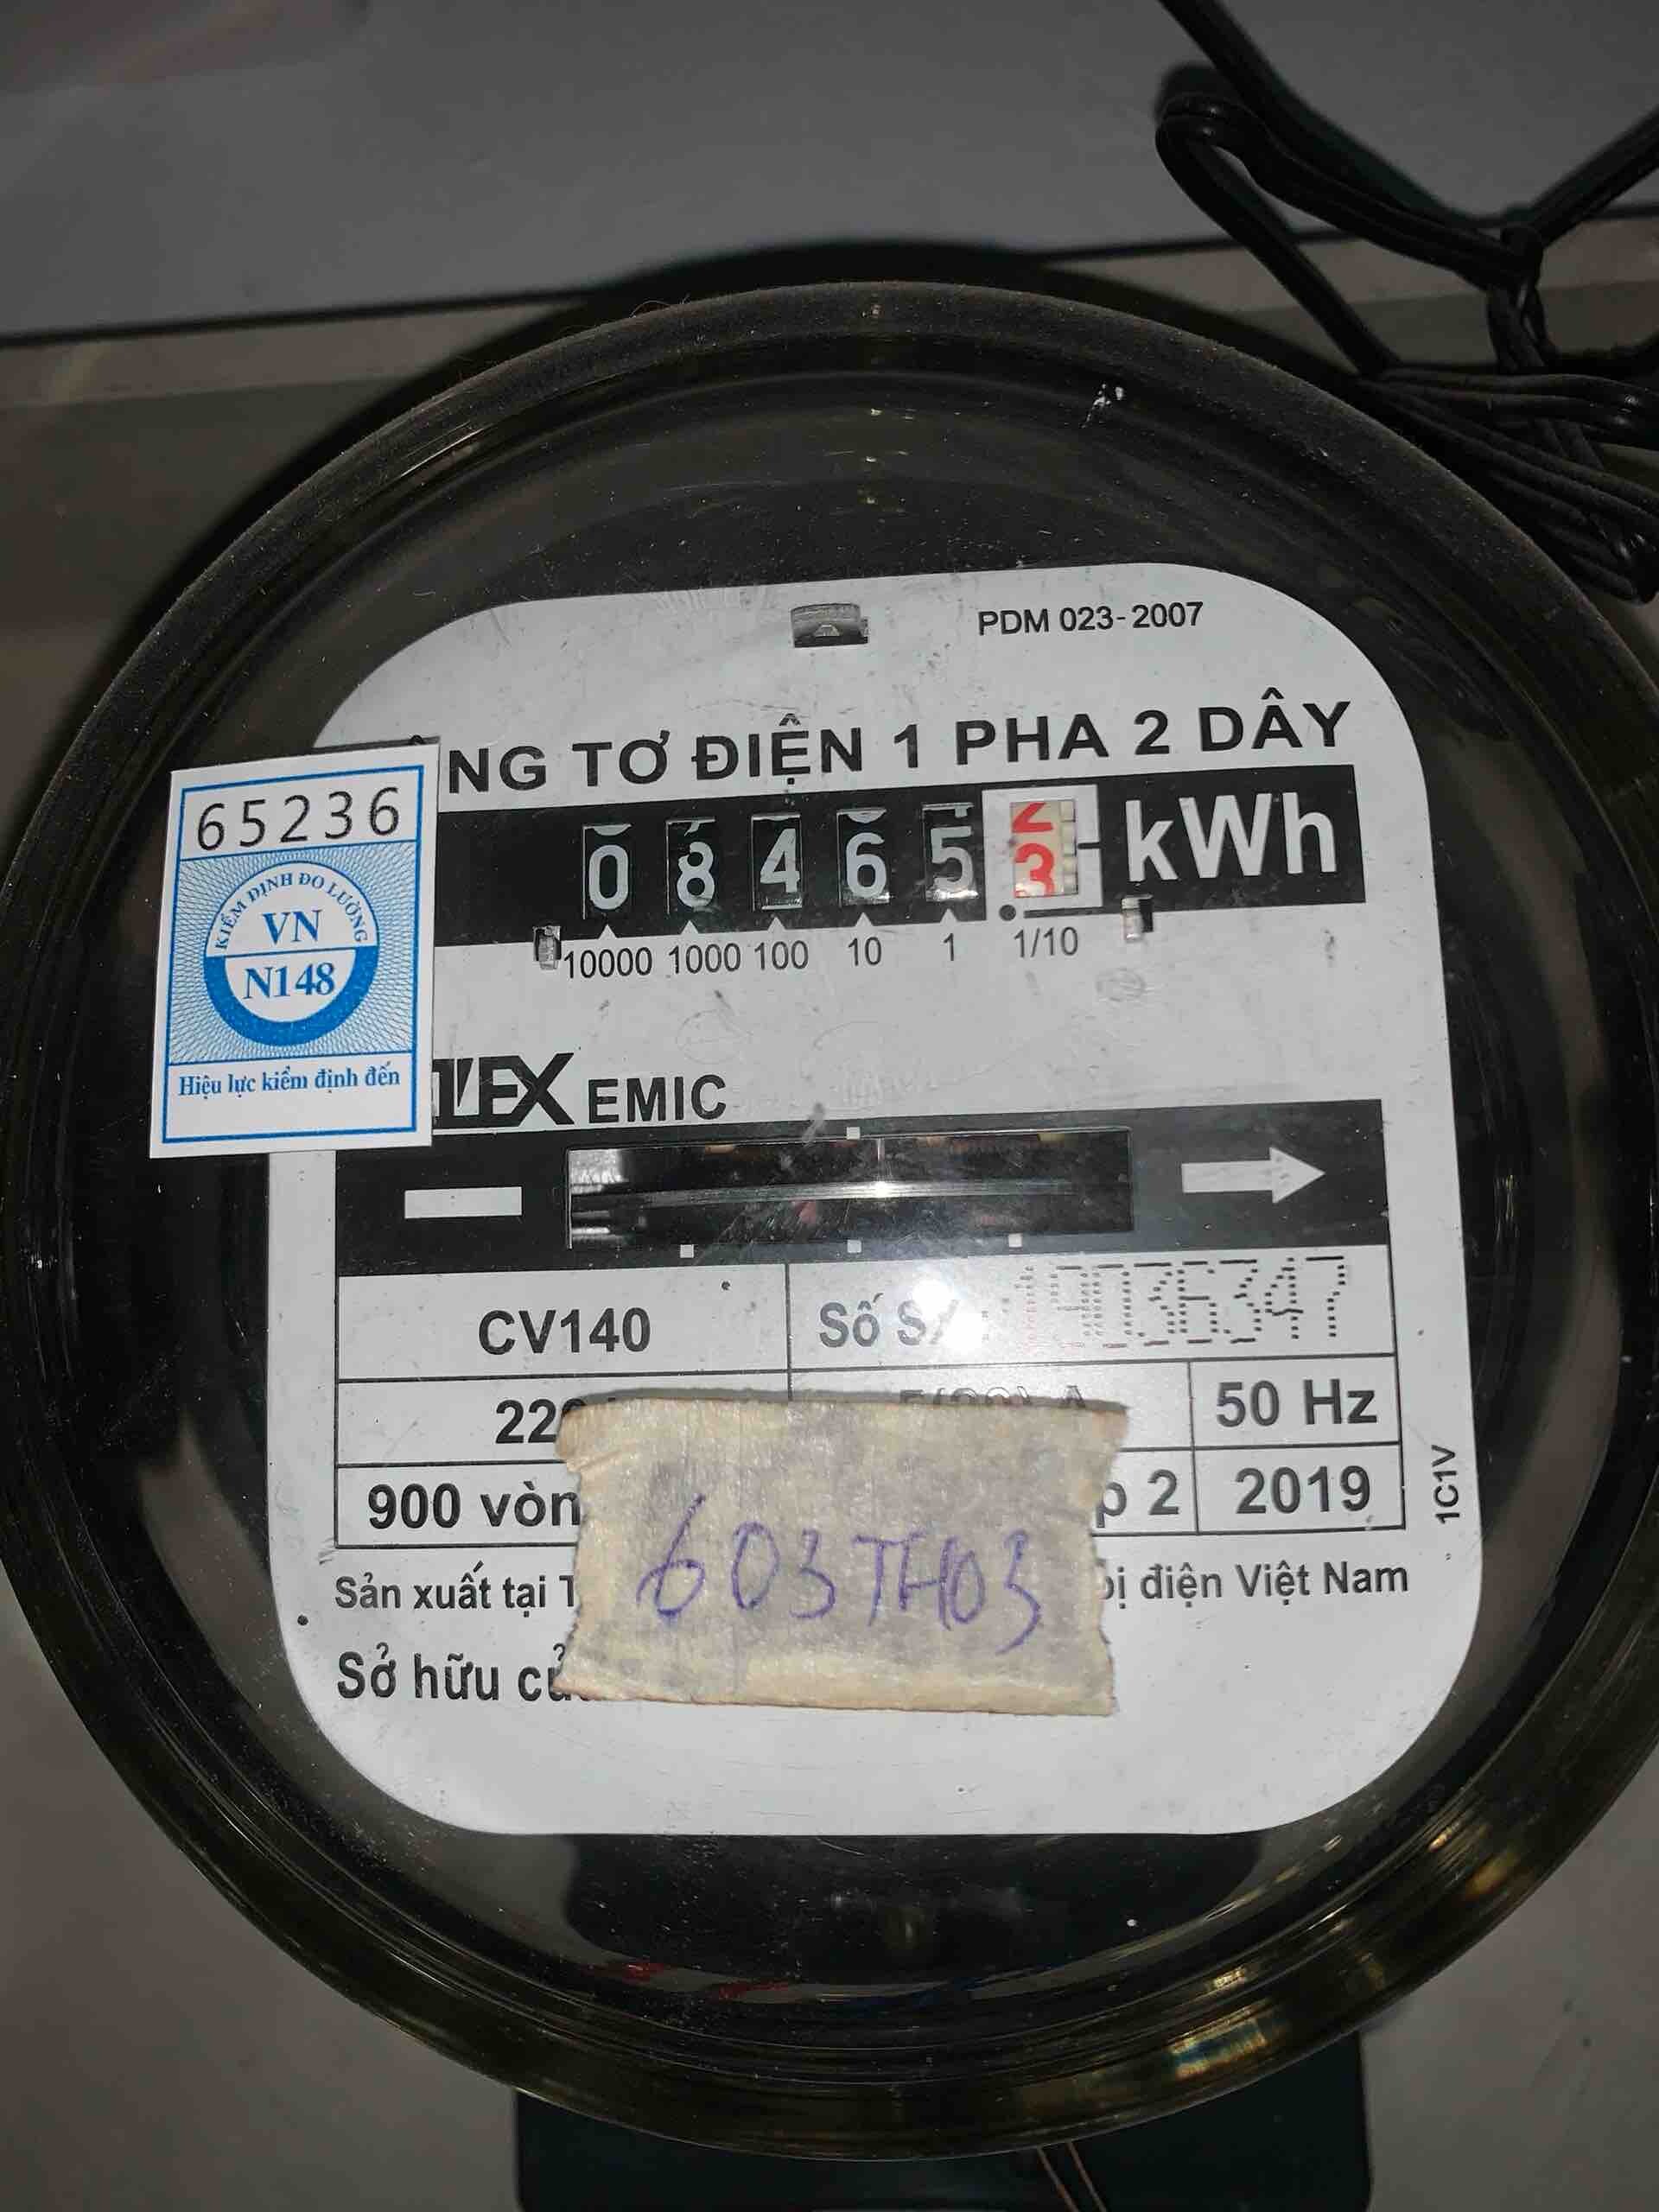 PDM 023-2007
NG TƠ ĐIỆN 1 PHA 2 DÂY
65236
KIỂM ĐỊNH ĐO LƯỜNG
VN
N148
Hiệu lực kiểm định đến
08465 3 kWh
10000 1000 100 10 1 1/10
EMIC
CV140
Số
50 Hz
900
2
2019
1C1V
603TH03
Sản xuất tại
điện Việt Nam
Sở hữu